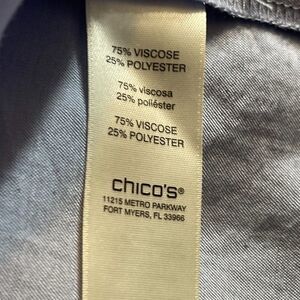 75% VISCOSE
25% POLYESTER
75% viscosa
25% poliéster
75% VISCOSE
25% POLYESTER
chico's®
11215 METRO PARKWAY
FORT MYERS, FL 33966